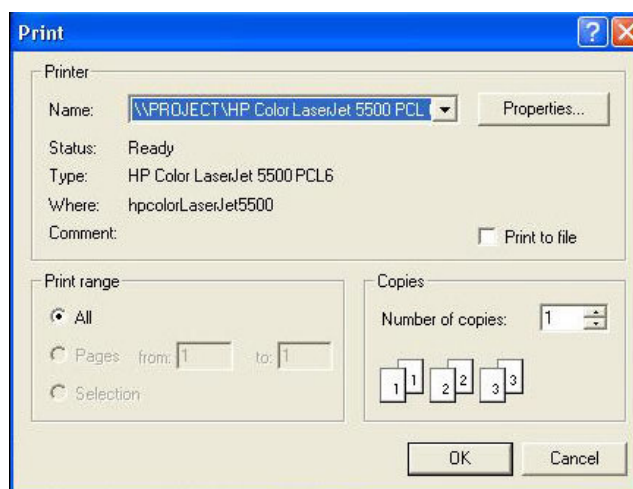 Print
Printer
Name: \\PROJECT\HP Color LaserJet 5500 PCL Properties...
Status: Ready
Type: HP Color LaserJet 5500 PCL6
Where: hpcolorLaserJet5500
Comment: Print to file
Print range
All
Pages from: 1 to: 1
Selection
Copies
Number of copies: 1
1 1 2 2 3 3
OK Cancel